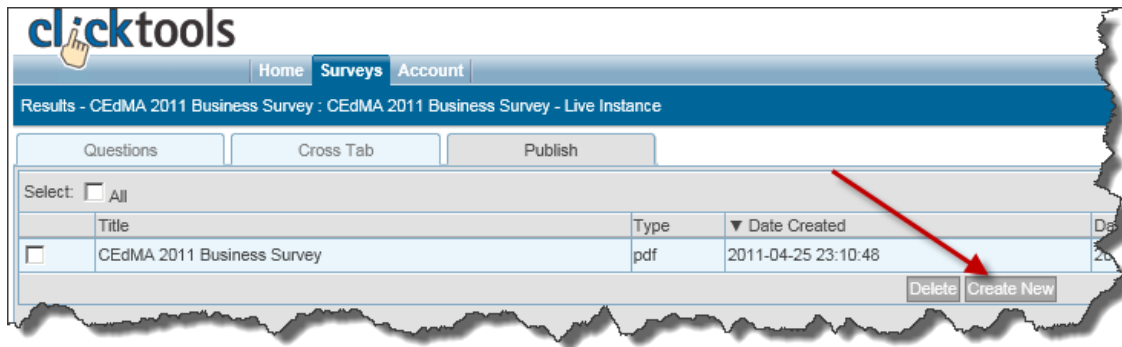 clicktools
Home Surveys Account
Results - CEdMA 2011 Business Survey : CEdMA 2011 Business Survey - Live Instance
Questions Cross Tab Publish
Select: All
Title Type ▼ Date Created
CEdMA 2011 Business Survey pdf 2011-04-25 23:10:48
Delete Create New